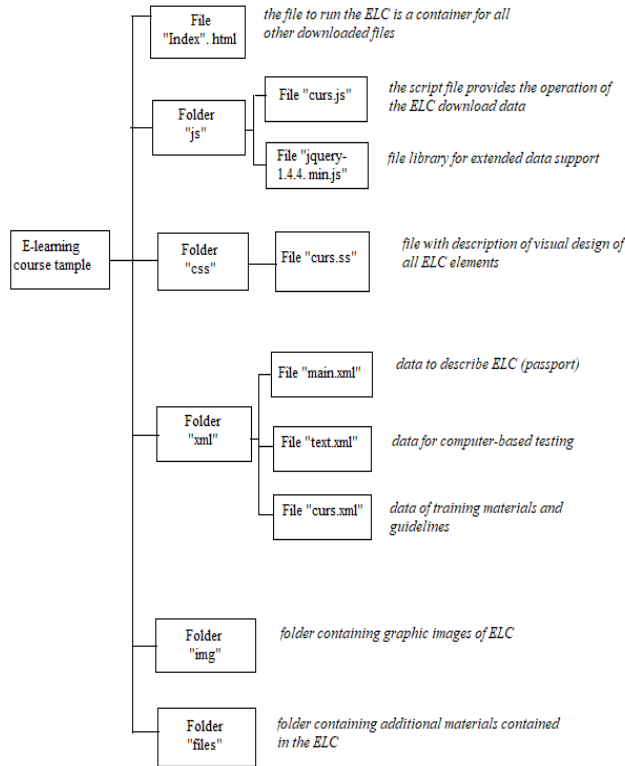 File
"Index". html
the file to run the ELC is a container for all
other downloaded files
Folder
"js"
File "curs.js"
the script file provides the operation of
the ELC download data
File "jquery-
1.4.4. min.js"
file library for extended data support
E-learning
course tample
Folder
"css"
File "curs.ss"
file with description of visual design of
all ELC elements
Folder
"xml"
File "main.xml"
data to describe ELC (passport)
File "text.xml"
data for computer-based testing
File "curs.xml"
data of training materials and
guidelines
Folder
"img"
folder containing graphic images of ELC
Folder
"files"
folder containing additional materials contained
in the ELC